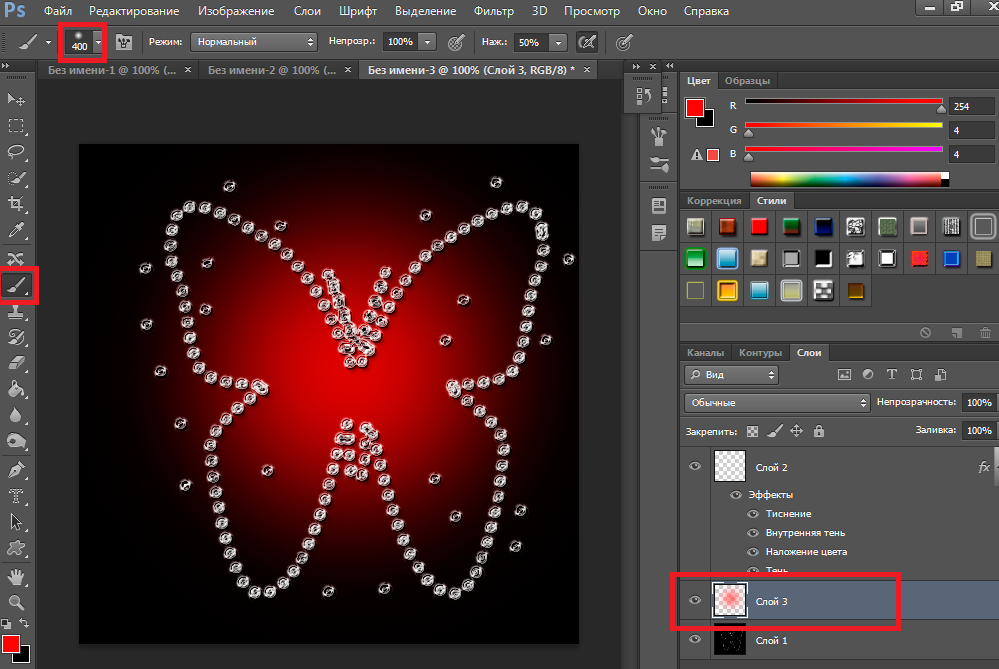 Ps Файл Редактирование Изображение Слои Шрифт Выделение Фильтр 3D Просмотр Окно Справка
400 Режим: Нормальный Непрозр.: 100% Наж.: 50%
Без имени-1 @ 100% (... × Без имени-2 @ 100% (... × Без имени-3 @ 100% (Слой 3, RGB/8) * ×
Цвет Образцы
R 254
G 4
B 4
Коррекция Стили
Каналы Контуры Слои
Вид
Обычные Непрозрачность: 100%
Закрепить: Заливка: 100%
Слой 2 fx
Эффекты
Тиснение
Внутренняя тень
Наложение цвета
Тень
Слой 3
Слой 1